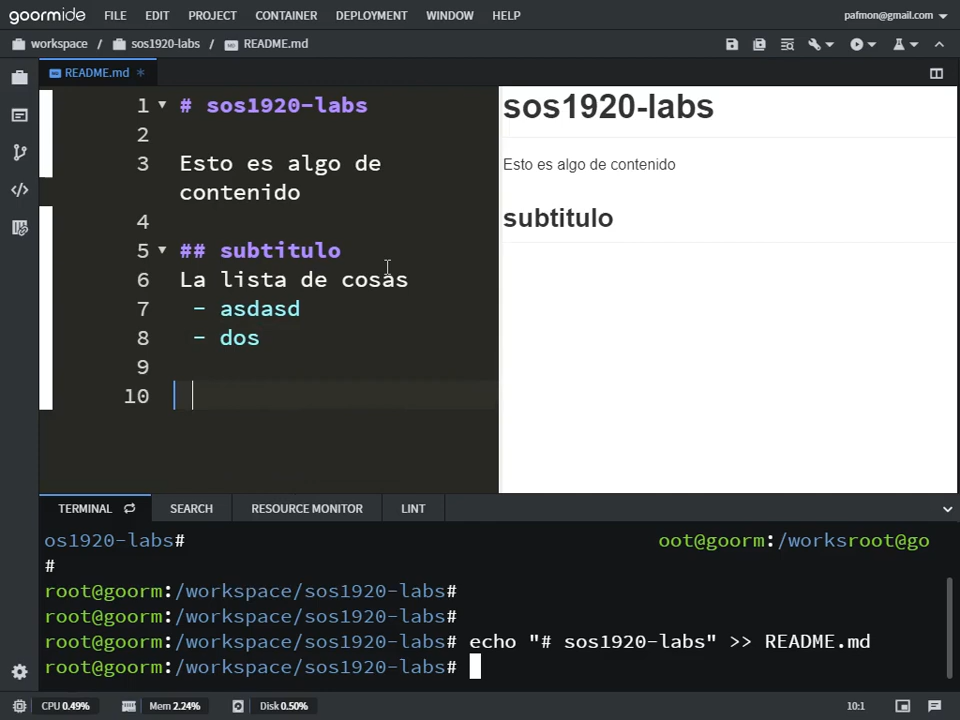 goormide FILE EDIT PROJECT CONTAINER DEPLOYMENT WINDOW HELP pafmon@gmail.com
workspace / sos1920-labs / README.md
README.md *
1 # sos1920-labs
2
3 Esto es algo de
contenido
4
5 ## subtitulo
6 La lista de cosas
7 - asdasd
8 - dos
9
10
sos1920-labs
Esto es algo de contenido
subtitulo
TERMINAL SEARCH RESOURCE MONITOR LINT
os1920-labs# oot@goorm:/worksroot@go
#
root@goorm:/workspace/sos1920-labs#
root@goorm:/workspace/sos1920-labs#
root@goorm:/workspace/sos1920-labs# echo "# sos1920-labs" >> README.md
root@goorm:/workspace/sos1920-labs#
CPU 0.49% Mem 2.24% Disk 0.50% 10:1